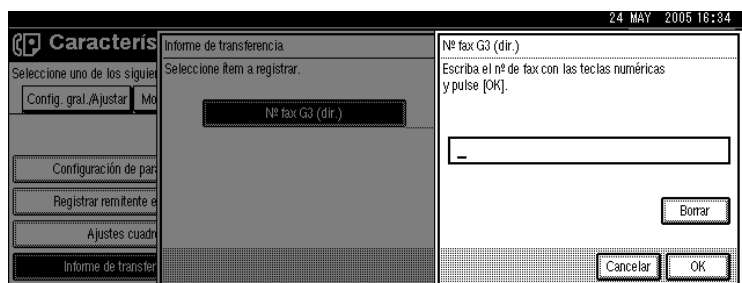 24 MAY 2005 16:34
Caracterís
Seleccione uno de los siguien
Config. gral./Ajustar Mo
Configuración de par
Registrar remitente e
Ajustes cuadr
Informe de transfer
Informe de transferencia
Seleccione ítem a registrar.
Nº fax G3 (dir.)
Nº fax G3 (dir.)
Escriba el nº de fax con las teclas numéricas
y pulse [OK].
_
Borrar
Cancelar OK